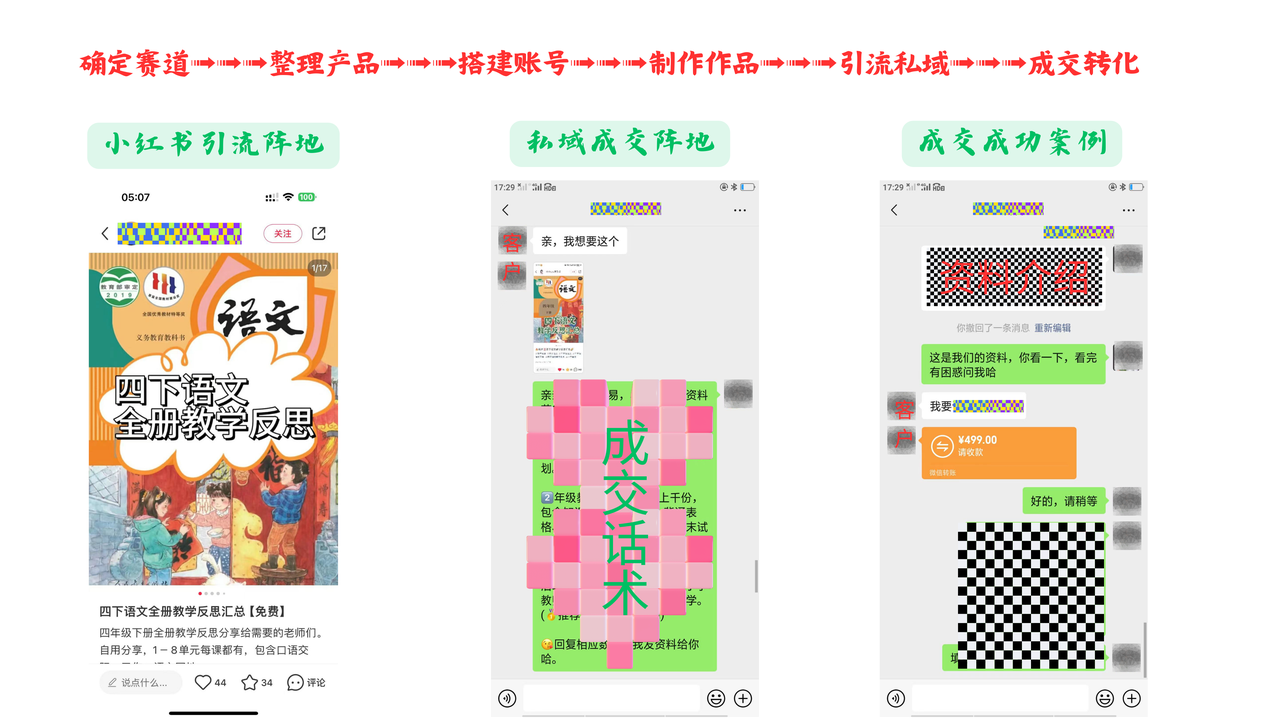 确定赛道➟➟➟整理产品➟➟➟搭建账号➟➟➟制作作品➟➟➟引流私域➟➟➟成交转化
小红书引流阵地
05:07
100
关注
1/17
教育部审定
2019
全国优秀教材特等奖
语文
义务教育教科书
四下语文
全册教学反思
四下语文全册教学反思汇总【免费】
四年级下册全册教学反思分享给需要的老师们。
自用分享，1－8单元每课都有，包含口语交
说点什么...
44
34
评论
私域成交阵地
17:29
客户
亲，我想要这个
语文
亲
易，
资料
划
2年级
上千份，
包
表
格
末试
成交话术
教
学。
(
推荐
)
回复相应数
我发资料给你
哈。
成交成功案例
17:29
资料介绍
你撤回了一条消息 重新编辑
这是我们的资料，你看一下，看完
有困惑问我哈
客户
我要
¥499.00
请收款
微信转账
好的，请稍等
填